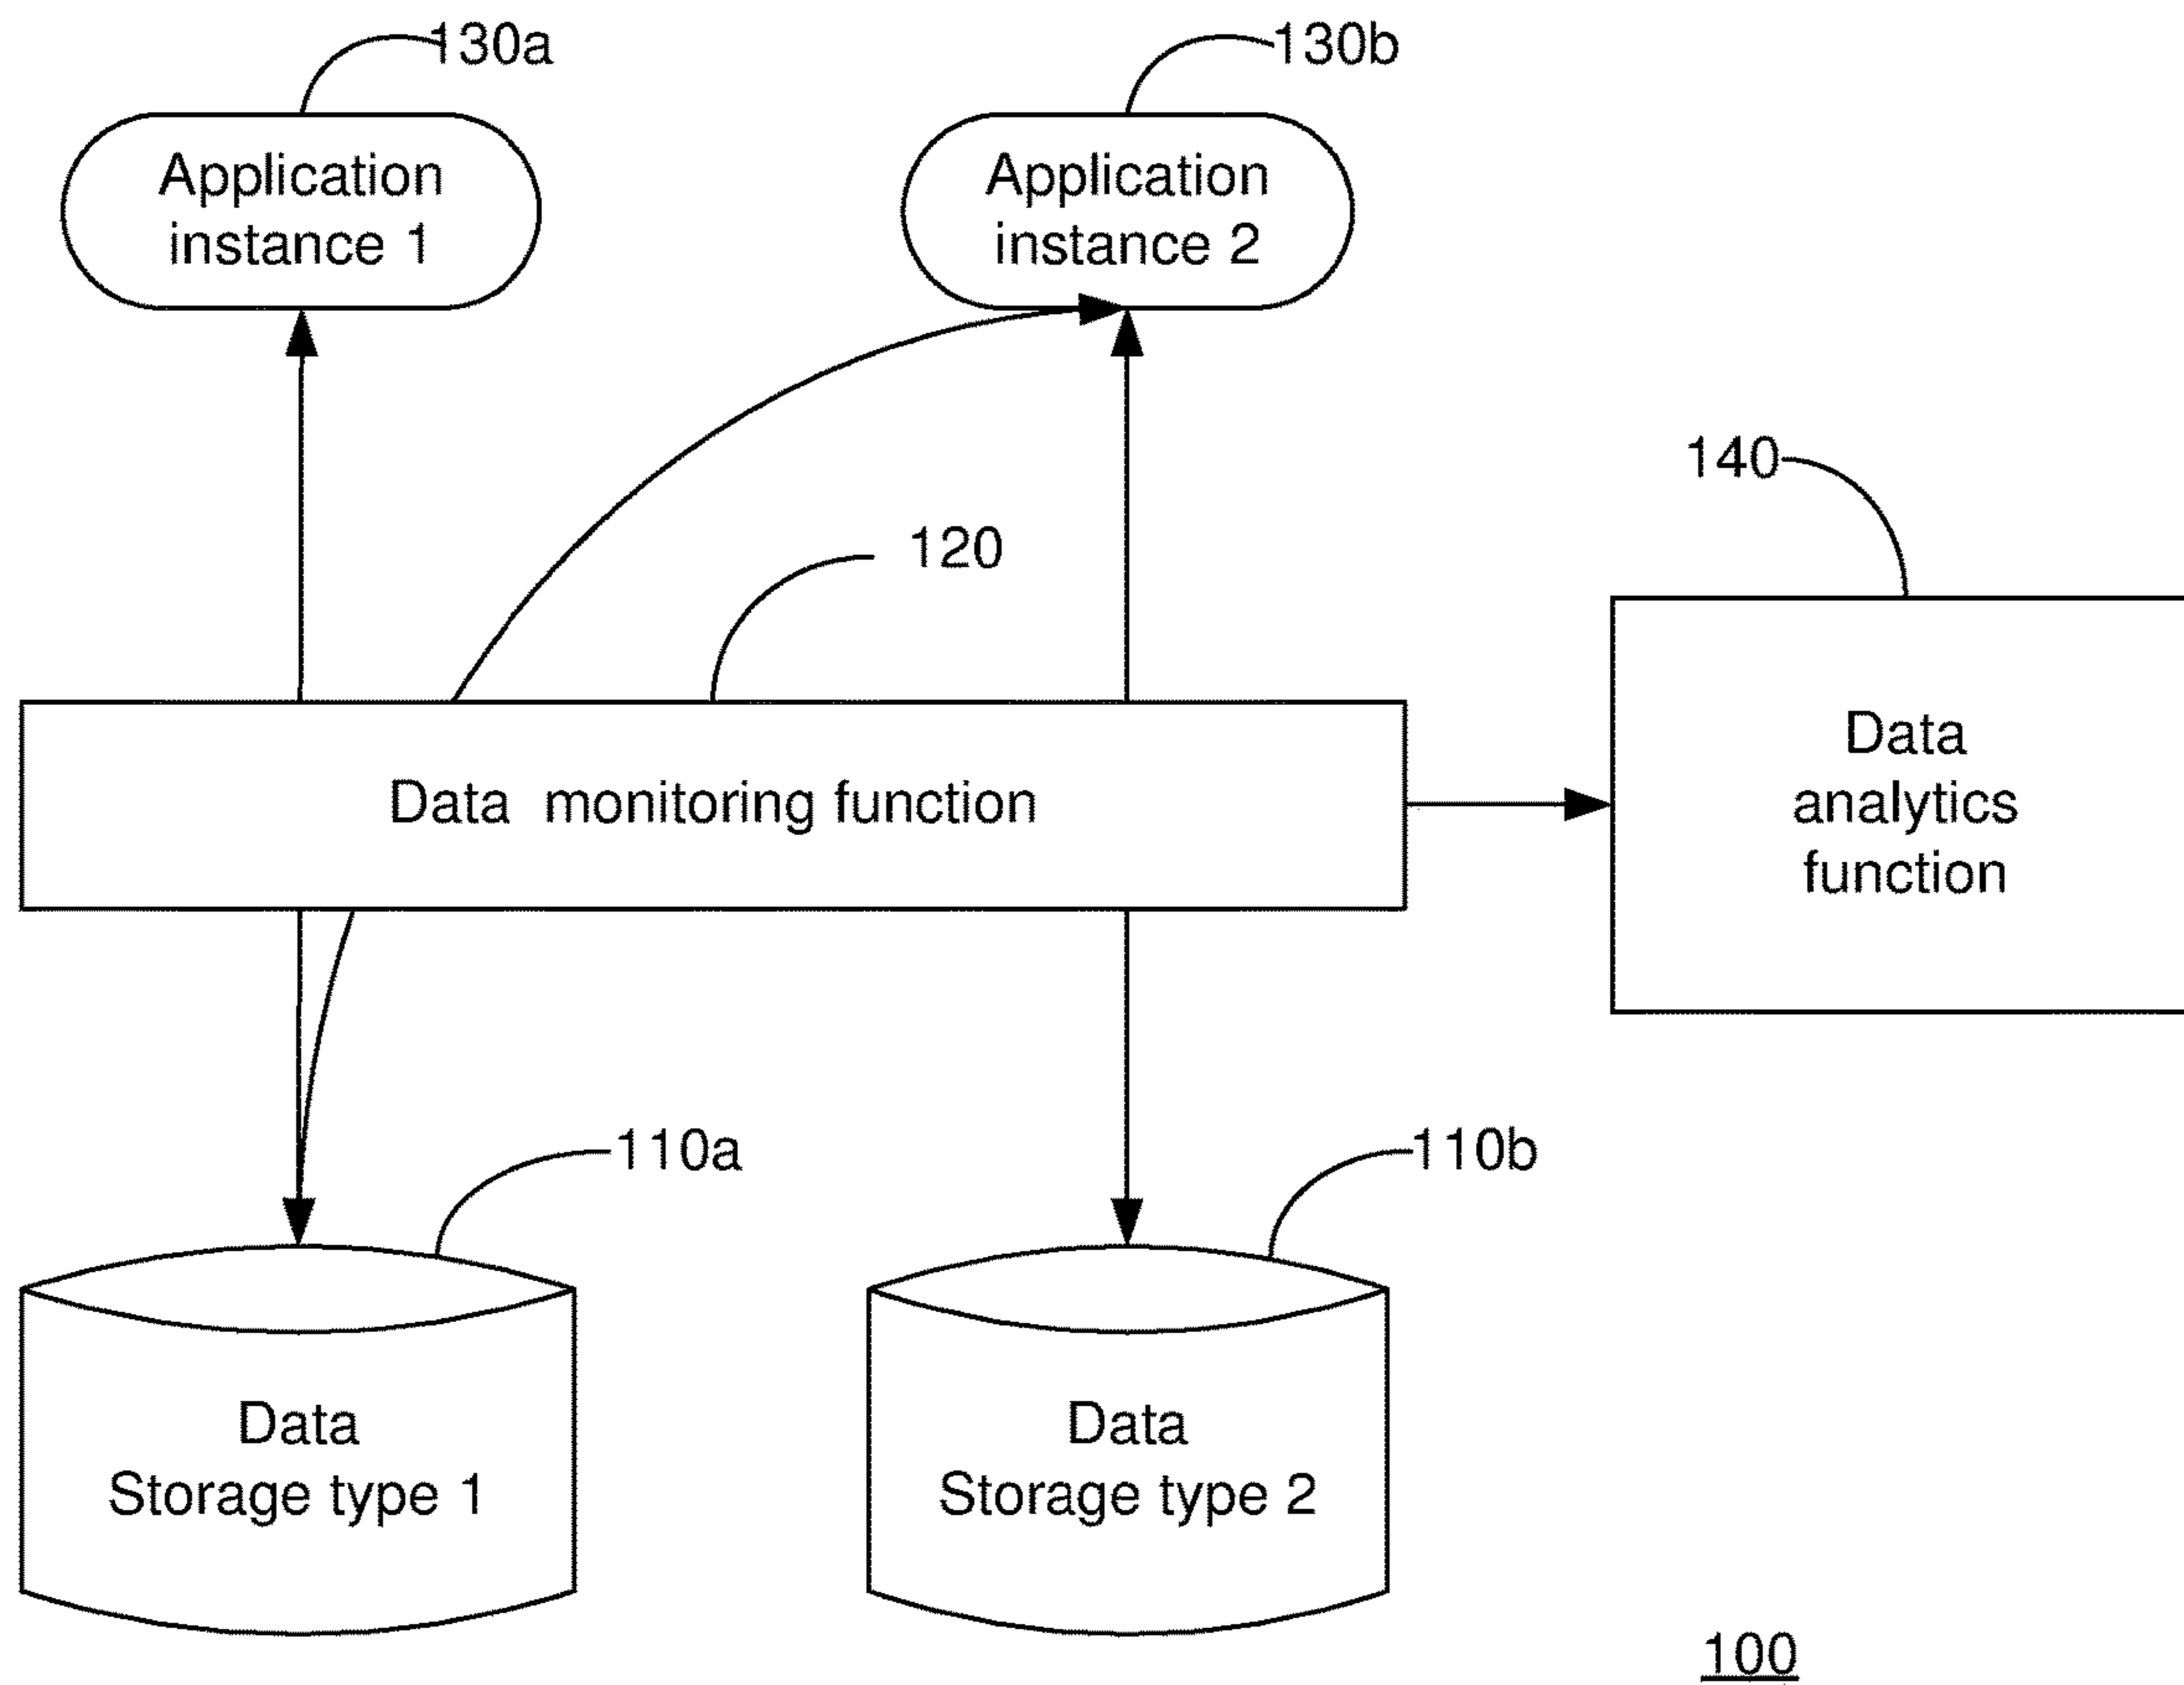 130a
130b
Application
instance 1
Application
instance 2
140
120
Data monitoring function
Data
analytics
function
110a
110b
Data
Storage type 1
Data
Storage type 2
100